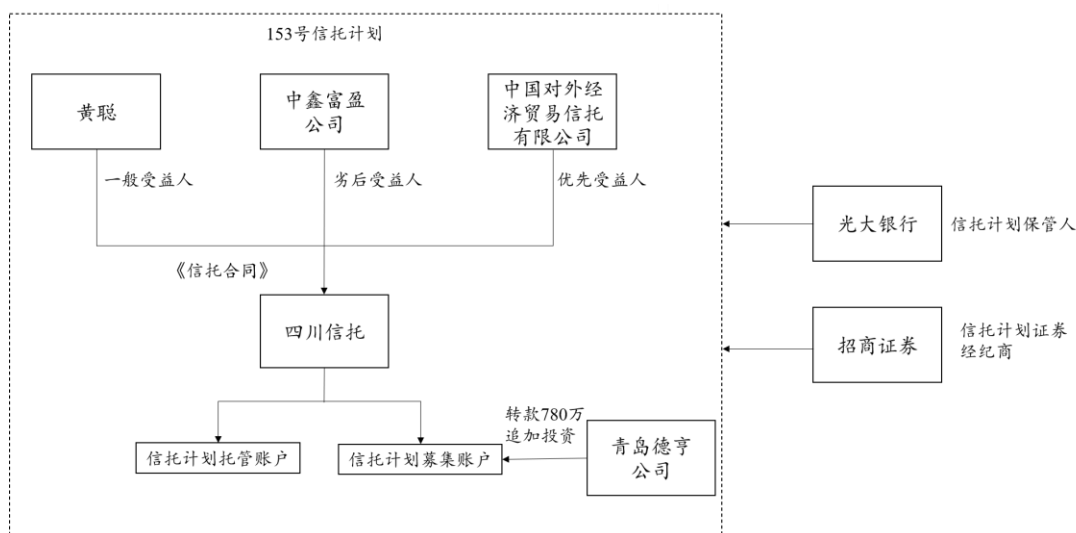 153号信托计划
黄聪
中鑫富盈
公司
中国对外经
济贸易信托
有限公司
一般受益人
劣后受益人
优先受益人
光大银行
信托计划保管人
《信托合同》
四川信托
招商证券
信托计划证券
经纪商
转款780万
追加投资
信托计划托管账户
信托计划募集账户
青岛德亨
公司